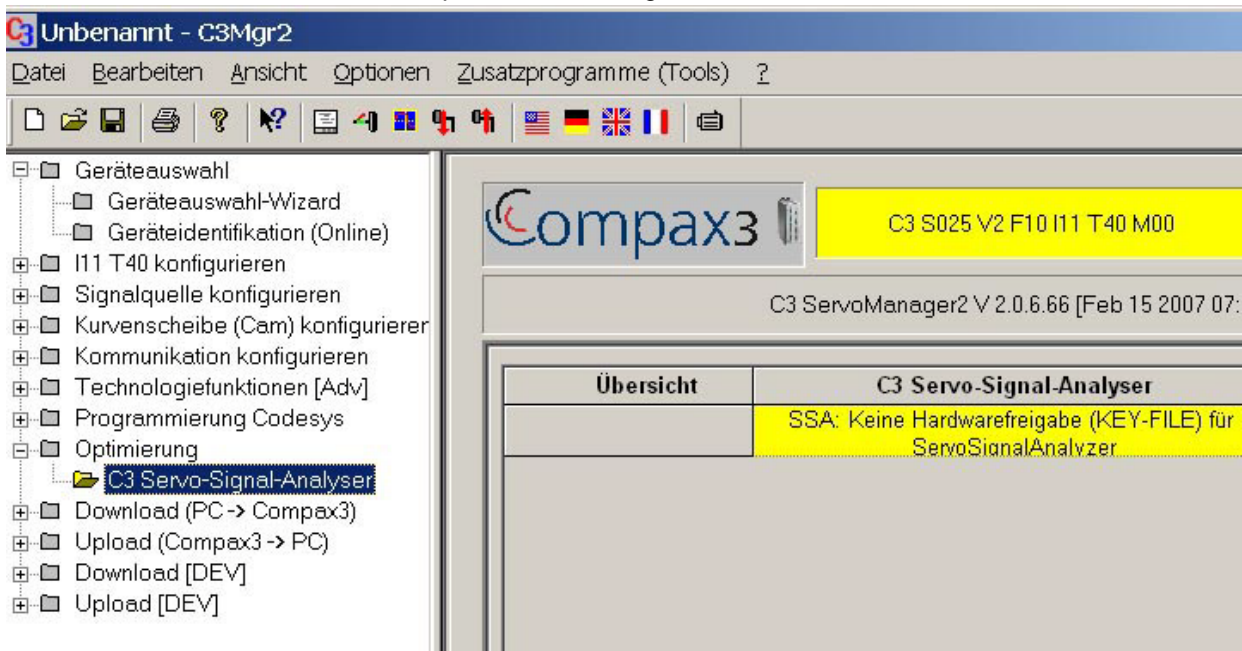 Unbenannt - C3Mgr2
Datei Bearbeiten Ansicht Optionen Zusatzprogramme (Tools) ?
Geräteauswahl
Geräteauswahl-Wizard
Geräteidentifikation (Online)
I11 T40 konfigurieren
Signalquelle konfigurieren
Kurvenscheibe (Cam) konfigurieren
Kommunikation konfigurieren
Technologiefunktionen [Adv]
Programmierung Codesys
Optimierung
C3 Servo-Signal-Analyser
Download (PC -> Compax3)
Upload (Compax3 -> PC)
Download [DEV]
Upload [DEV]
Compax3
C3 S025 V2 F10 I11 T40 M00
C3 ServoManager2 V 2.0.6.66 [Feb 15 2007 07:
Übersicht
C3 Servo-Signal-Analyser
SSA: Keine Hardwarefreigabe (KEY-FILE) für
ServoSignalAnalyzer